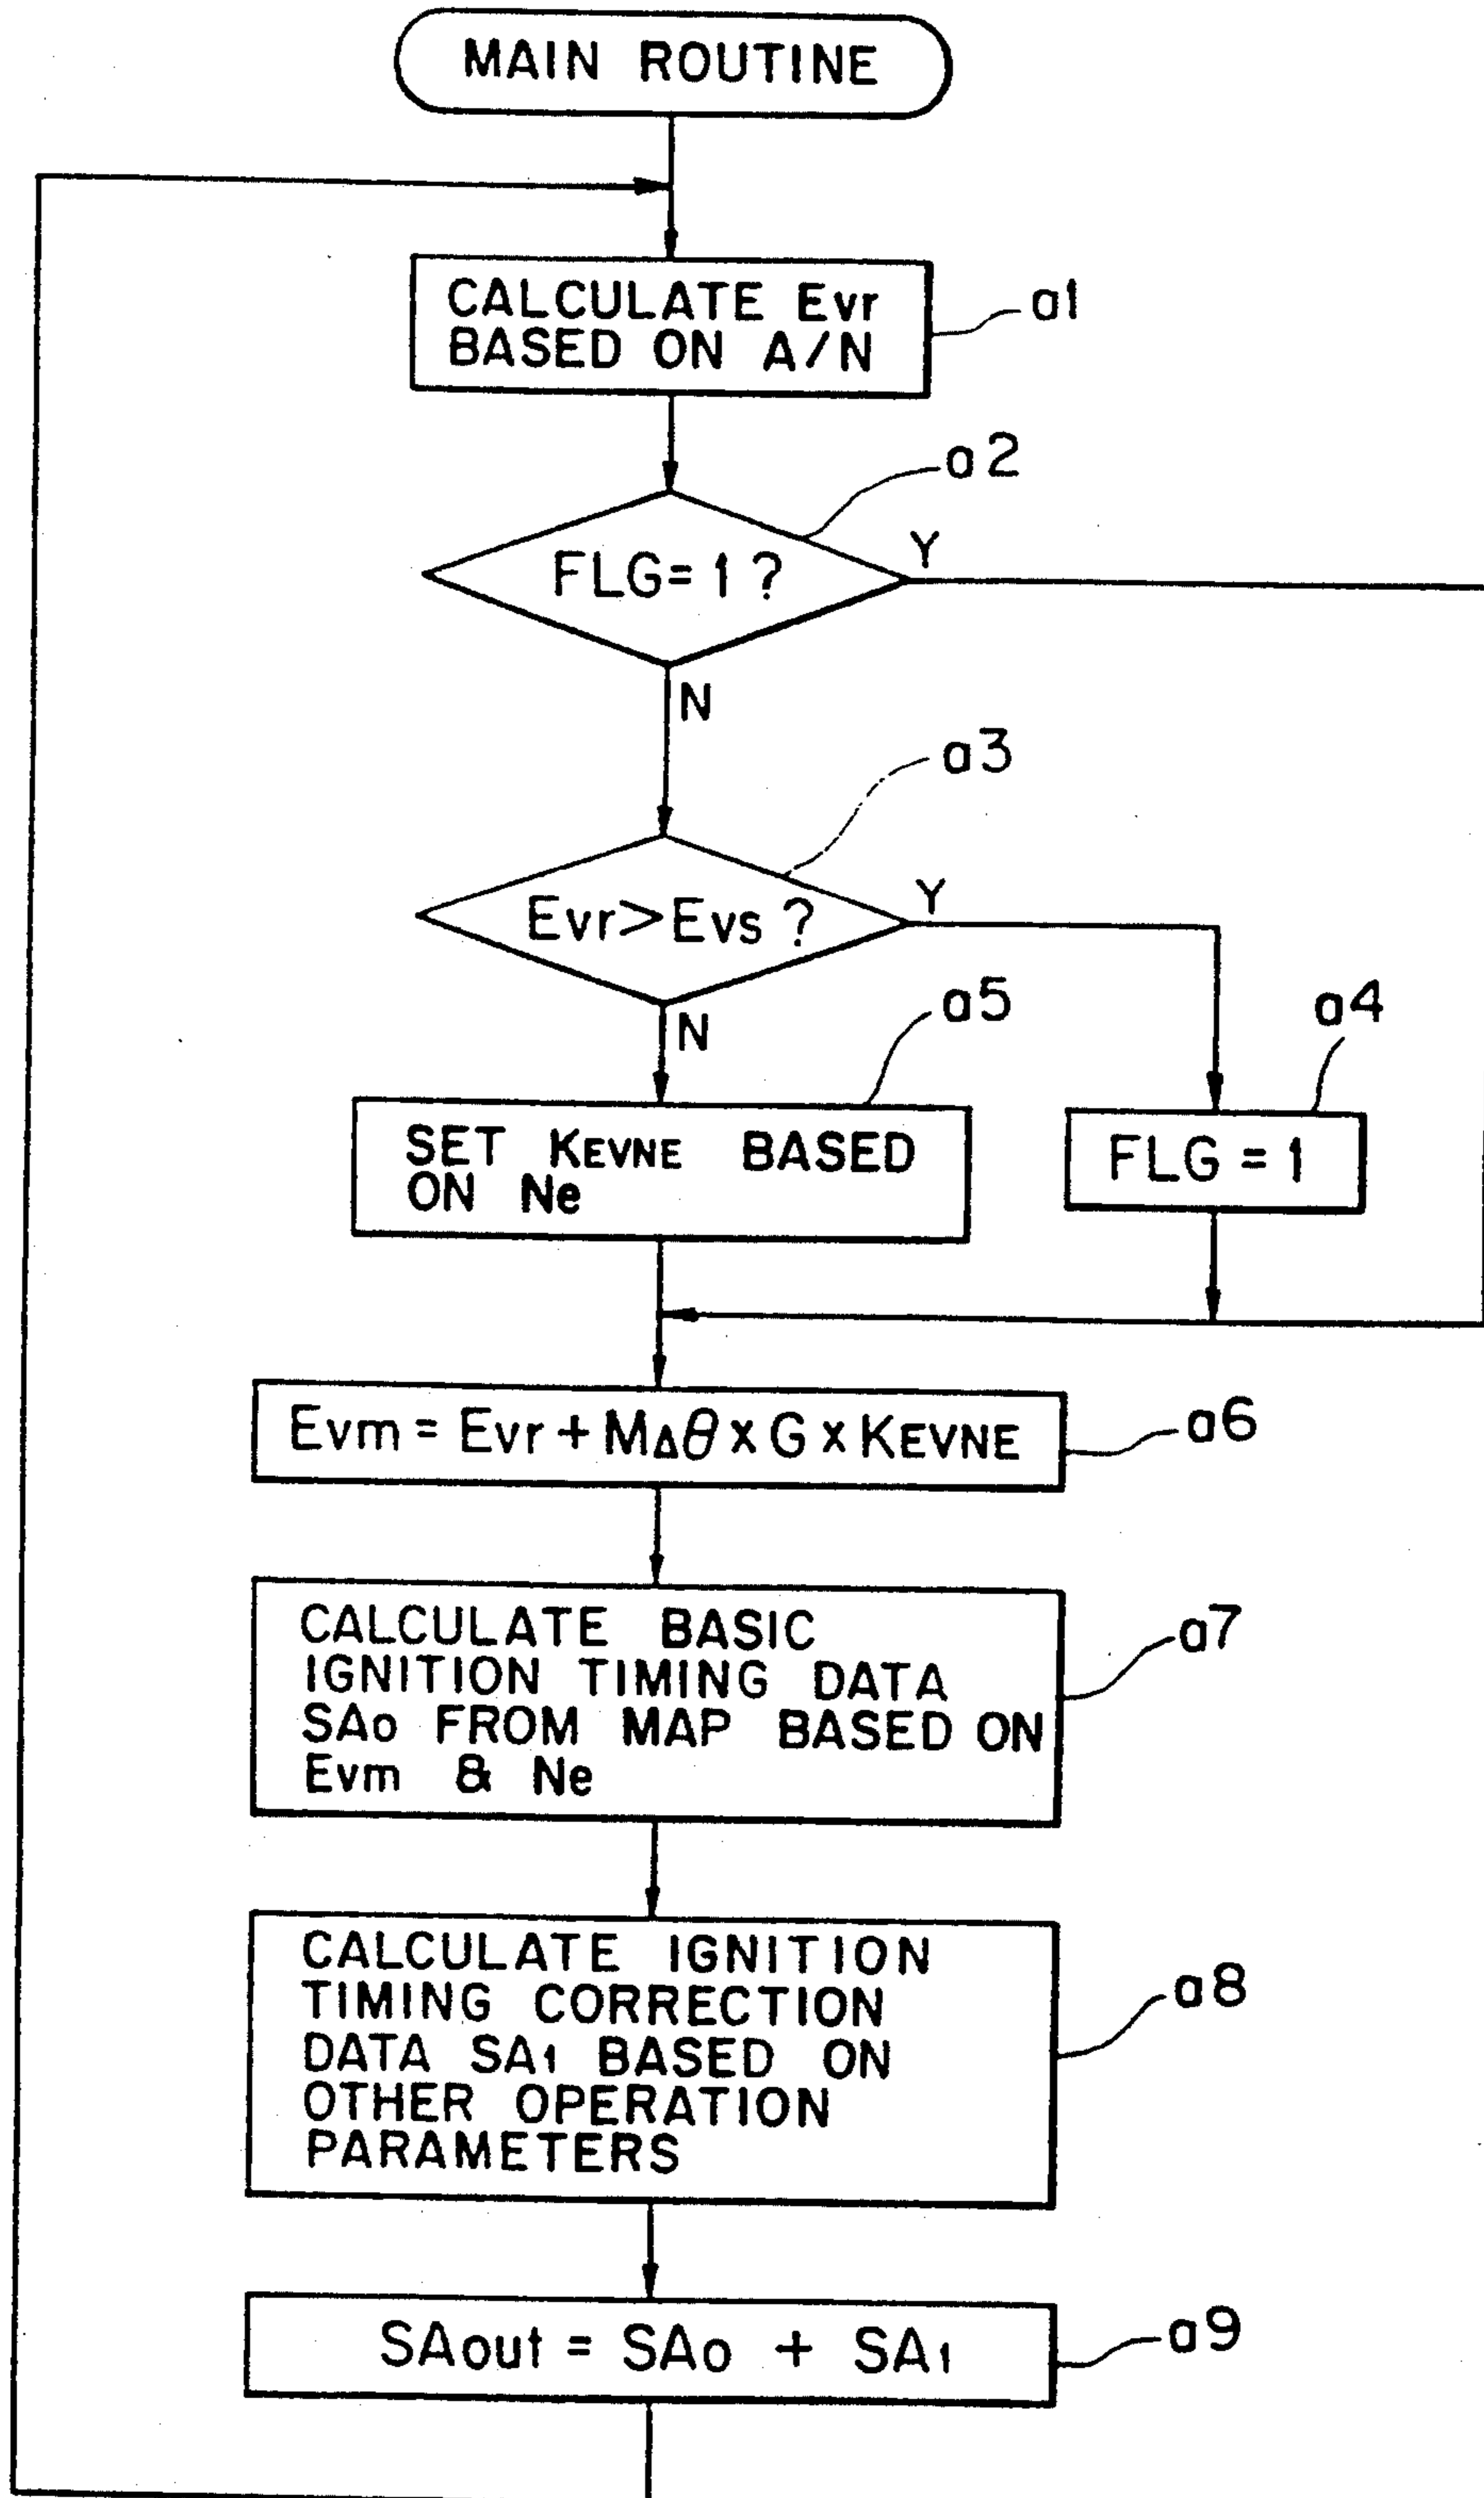 MAIN ROUTINE
CALCULATE Evr
BASED ON A/N
a1
a2
FLG=1?
Y
N
a3
Evr>Evs?
Y
N
a5
a4
SET KEVNE BASED
ON Ne
FLG=1
Evm=Evr+MΔθxGxKEVNE
a6
CALCULATE BASIC
IGNITION TIMING DATA
SAo FROM MAP BASED ON
Evm & Ne
a7
CALCULATE IGNITION
TIMING CORRECTION
DATA SA1 BASED ON
OTHER OPERATION
PARAMETERS
a8
SAout = SAo + SA1
a9